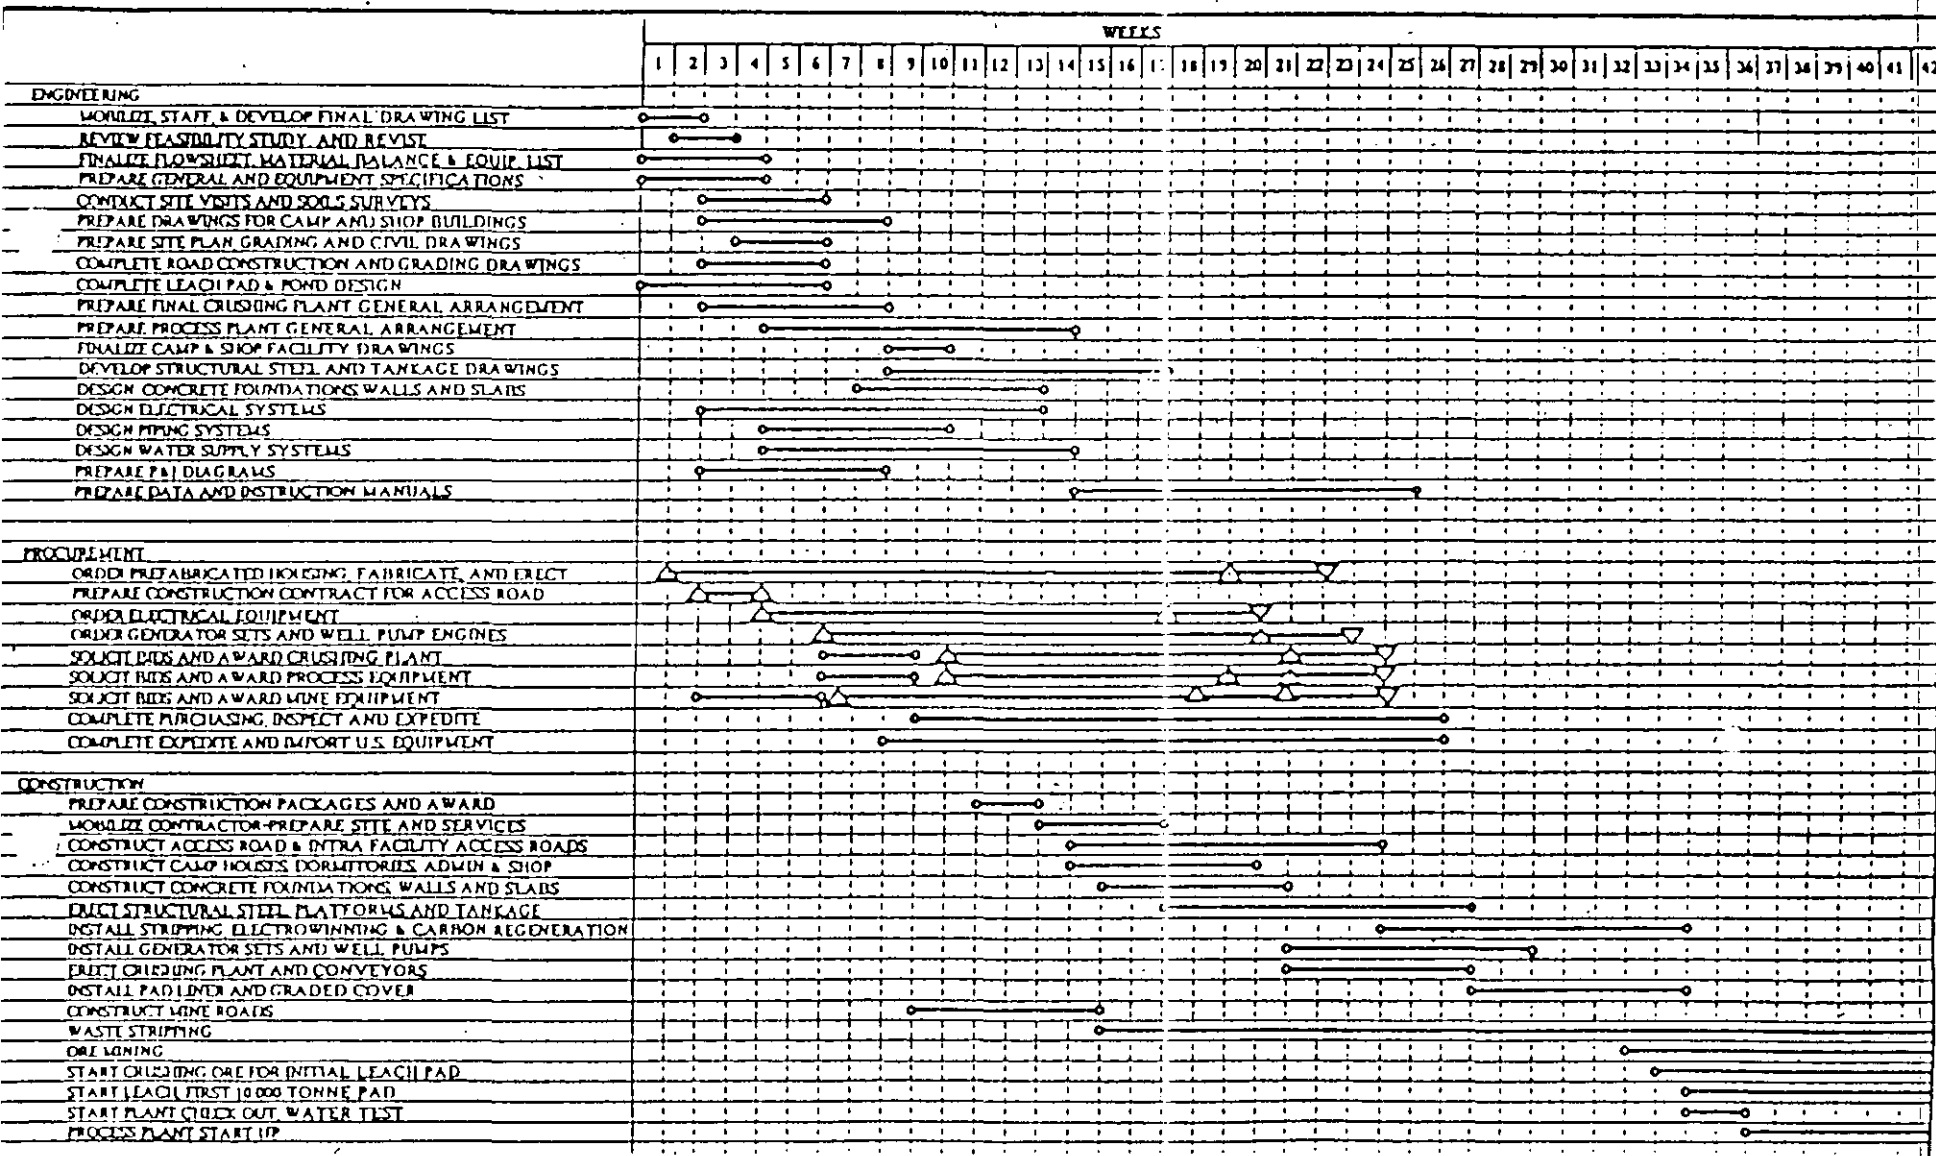 WEEKS
1 2 3 4 5 6 7 8 9 10 11 12 13 14 15 16 18 19 20 21 22 23 24 25 26 27 28 29 30 31 32 33 34 35 36 37 38 39 40 41 42
ENGINEERING
MOBILIZE, STAFF, & DEVELOP FINAL DRAWING LIST
REVIEW FEASIBILITY STUDY, AND REVISE
FINALIZE FLOWSHEET, MATERIAL BALANCE & EQUIP. LIST
PREPARE GENERAL AND EQUIPMENT SPECIFICATIONS
CONDUCT SITE VISITS AND SOILS SURVEYS
PREPARE DRAWINGS FOR CAMP AND SHOP BUILDINGS
PREPARE SITE PLAN, GRADING AND CIVIL DRAWINGS
COMPLETE ROAD CONSTRUCTION AND GRADING DRAWINGS
COMPLETE LEACH PAD & POND DESIGN
PREPARE FINAL CRUSHING PLANT GENERAL ARRANGEMENT
PREPARE PROCESS PLANT GENERAL ARRANGEMENT
FINALIZE CAMP & SHOP FACILITY DRAWINGS
DEVELOP STRUCTURAL STEEL AND TANKAGE DRAWINGS
DESIGN CONCRETE FOUNDATIONS, WALLS AND SLABS
DESIGN ELECTRICAL SYSTEMS
DESIGN PIPING SYSTEMS
DESIGN WATER SUPPLY SYSTEMS
PREPARE P&I DIAGRAMS
PREPARE DATA AND INSTRUCTION MANUALS
PROCUREMENT
ORDER PREFABRICATED HOUSING, FABRICATE, AND ERECT
PREPARE CONSTRUCTION CONTRACT FOR ACCESS ROAD
ORDER ELECTRICAL EQUIPMENT
ORDER GENERATOR SETS AND WELL PUMP ENGINES
SOLICIT BIDS AND AWARD CRUSHING PLANT
SOLICIT BIDS AND AWARD PROCESS EQUIPMENT
SOLICIT BIDS AND AWARD MINE EQUIPMENT
COMPLETE PURCHASING, INSPECT AND EXPEDITE
COMPLETE EXPEDITE AND IMPORT U.S. EQUIPMENT
CONSTRUCTION
PREPARE CONSTRUCTION PACKAGES AND AWARD
MOBILIZE CONTRACTOR-PREPARE SITE AND SERVICES
CONSTRUCT ACCESS ROAD & INTRA FACILITY ACCESS ROADS
CONSTRUCT CAMP HOUSES, DORMITORIES, ADMIN & SHOP
CONSTRUCT CONCRETE FOUNDATIONS, WALLS AND SLABS
ERECT STRUCTURAL STEEL, PLATFORMS AND TANKAGE
INSTALL STRIPPING, ELECTROWINNING & CARBON REGENERATION
INSTALL GENERATOR SETS AND WELL PUMPS
ERECT CRUSHING PLANT AND CONVEYORS
INSTALL PAD LINER AND GRADED COVER
CONSTRUCT MINE ROADS
WASTE STRIPPING
ORE MINING
START CRUSHING ORE FOR INITIAL LEACH PAD
START LEACH FIRST 10 000 TONNE PAD
START PLANT CHECK OUT, WATER TEST
PROCESS PLANT START UP